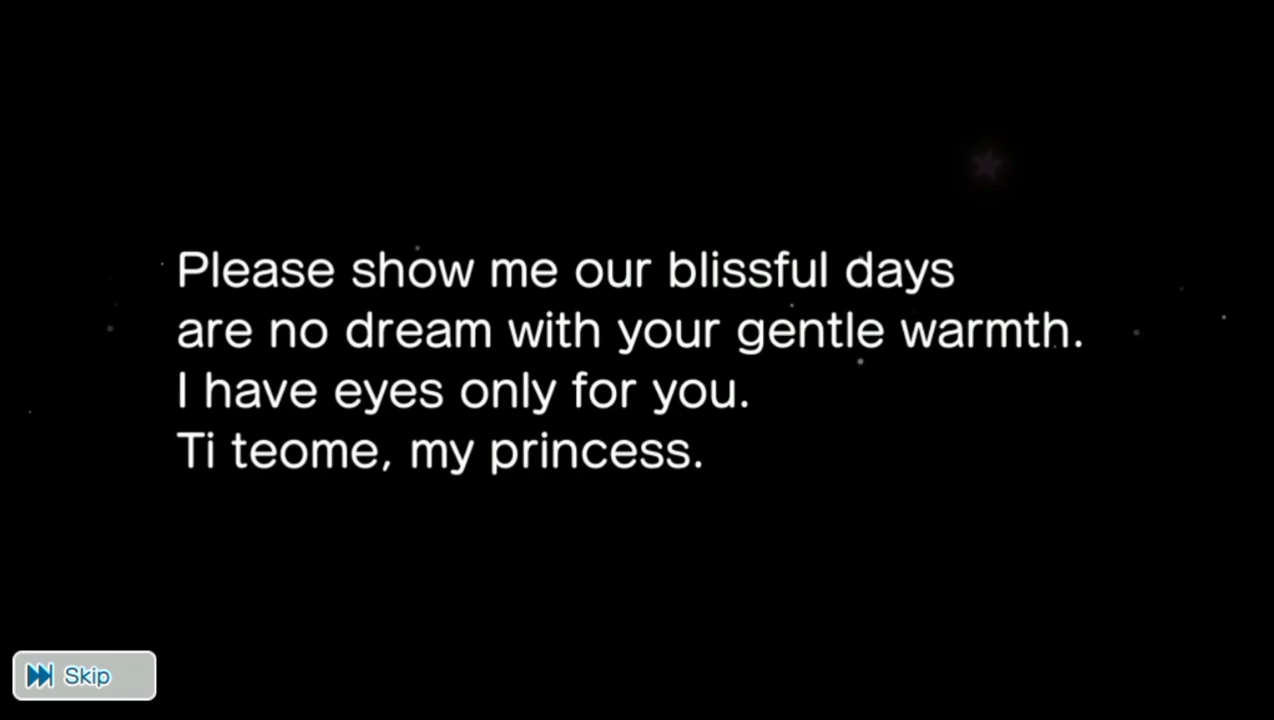 Please show me our blissful days
are no dream with your gentle warmth.
I have eyes only for you.
Ti teome, my princess.
Skip